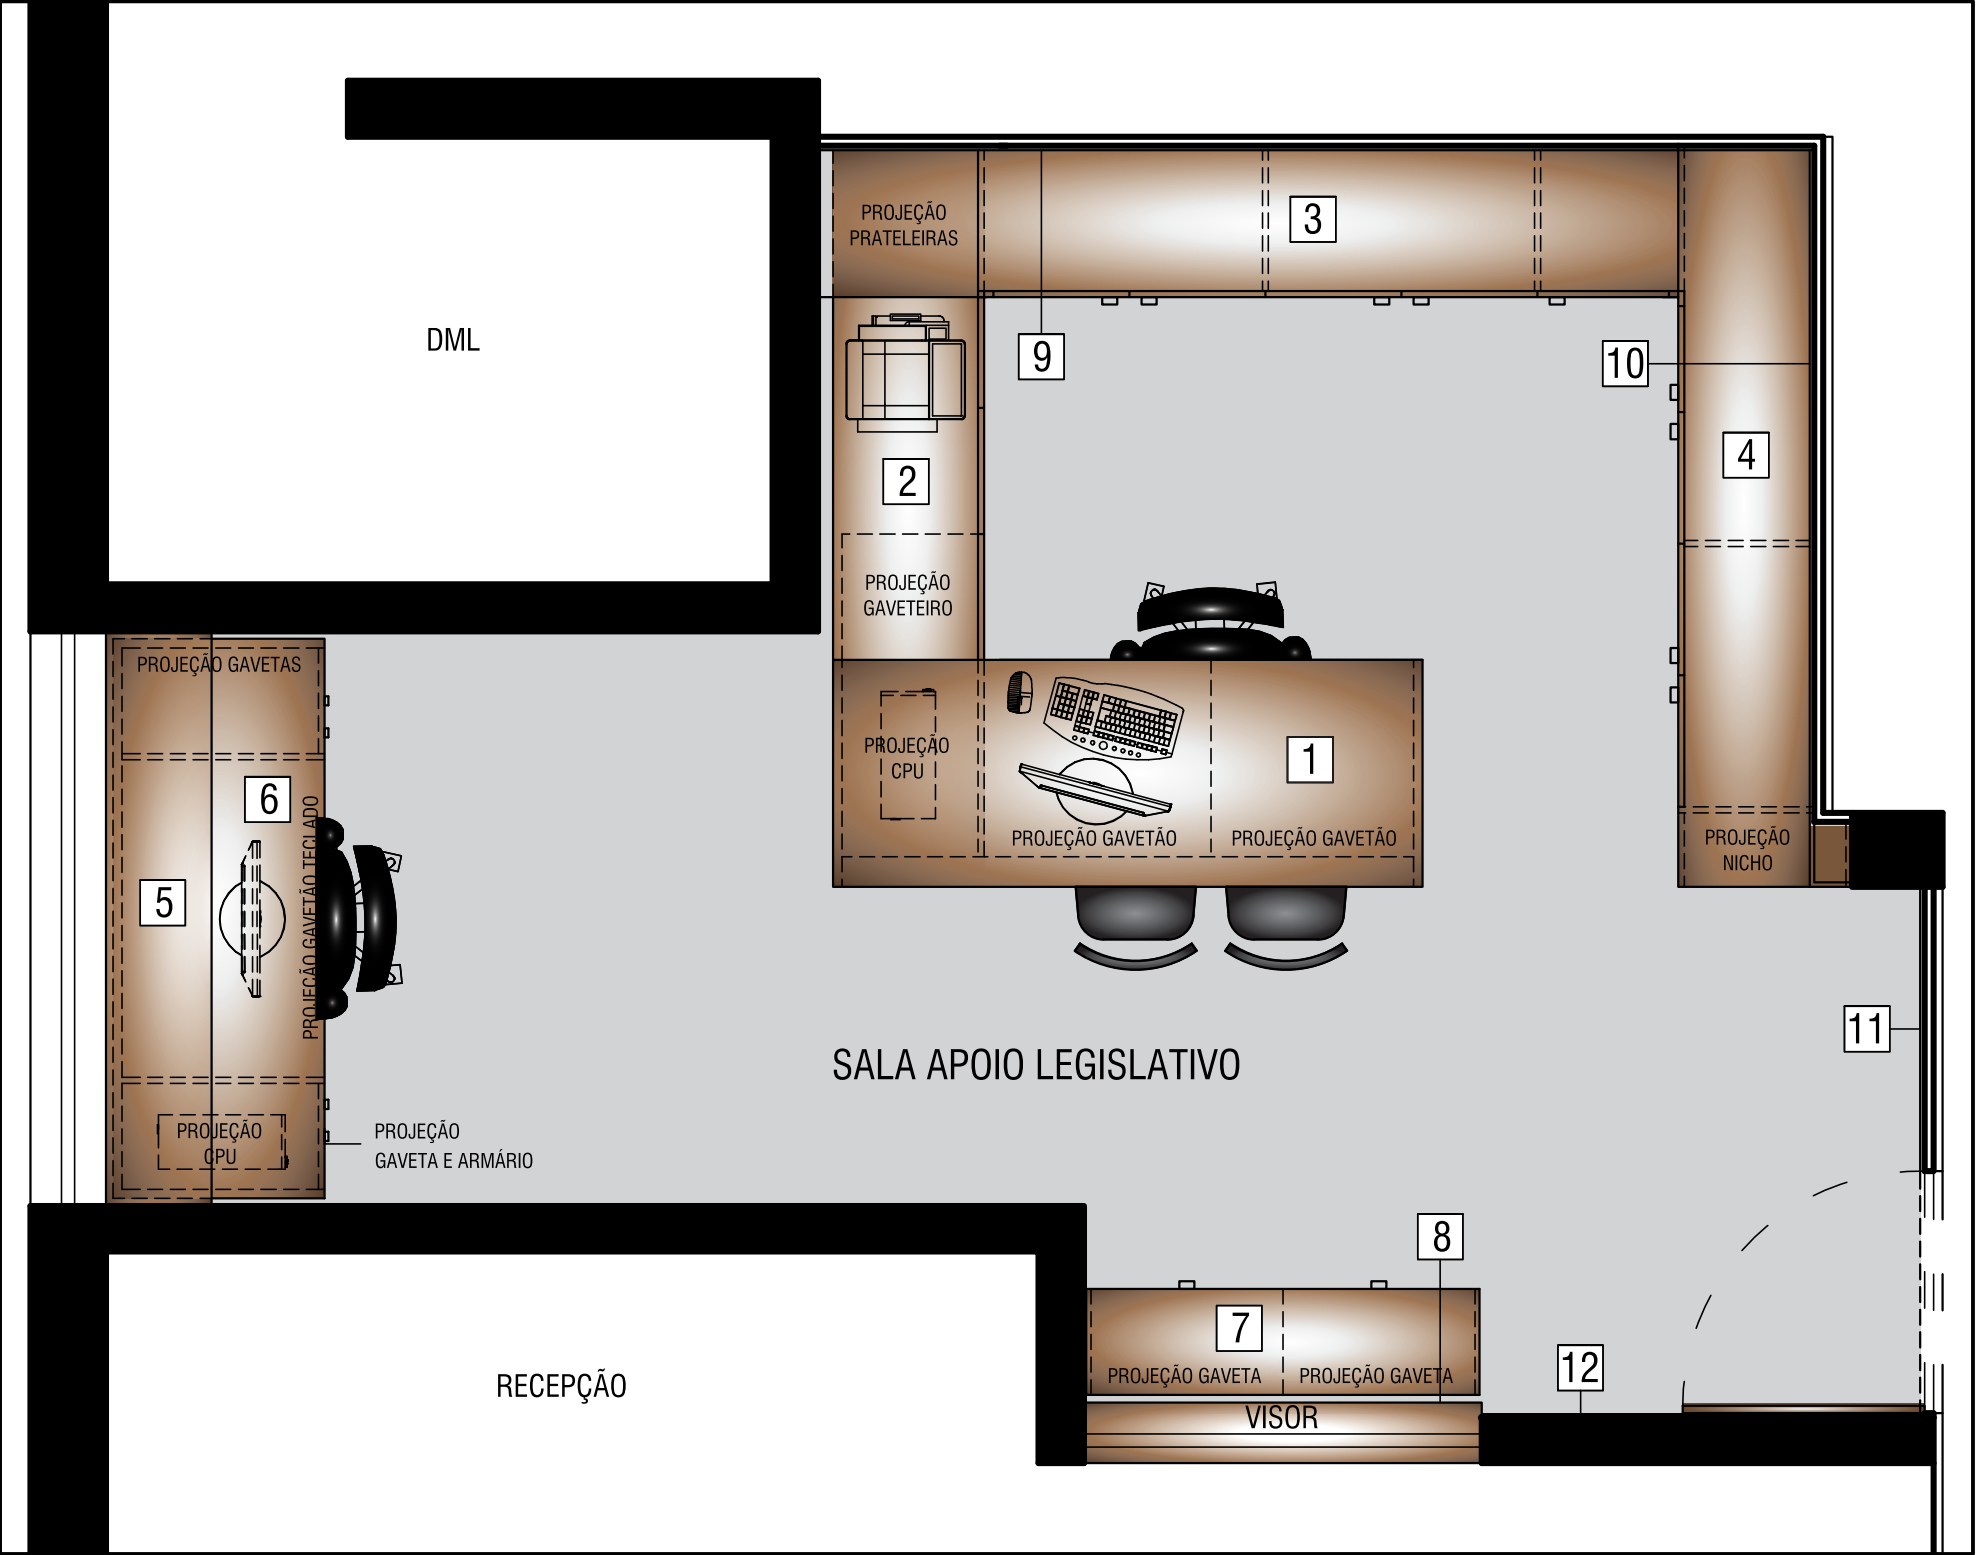 PROJEÇÃO
PRATELEIRAS
3
DML
9
10
4
2
PROJEÇÃO
GAVETEIRO
PROJEÇÃO GAVETAS
PROJEÇÃO
CPU
1
PROJEÇÃO GAVETÃO
PROJEÇÃO GAVETÃO
PROJEÇÃO
NICHO
6
PROJEÇÃO GAVETÃO TECLADO
5
11
SALA APOIO LEGISLATIVO
PROJEÇÃO
CPU
PROJEÇÃO
GAVETA E ARMÁRIO
8
7
PROJEÇÃO GAVETA
PROJEÇÃO GAVETA
12
RECEPÇÃO
VISOR